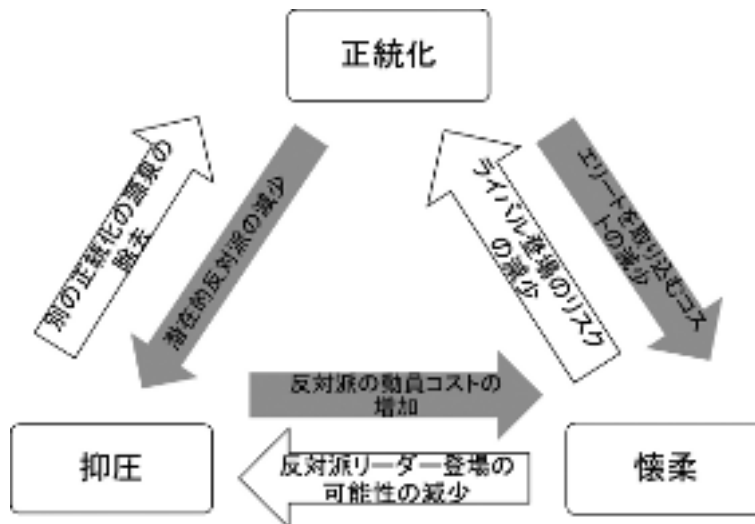 正統化
別の正統化の源泉の
除去
潜在的反対派の減少
ライバル登場のリスク
の減少
エリートを取り込むコス
トの減少
反対派の動員コストの
増加
抑圧
反対派リーダー登場の
可能性の減少
懐柔